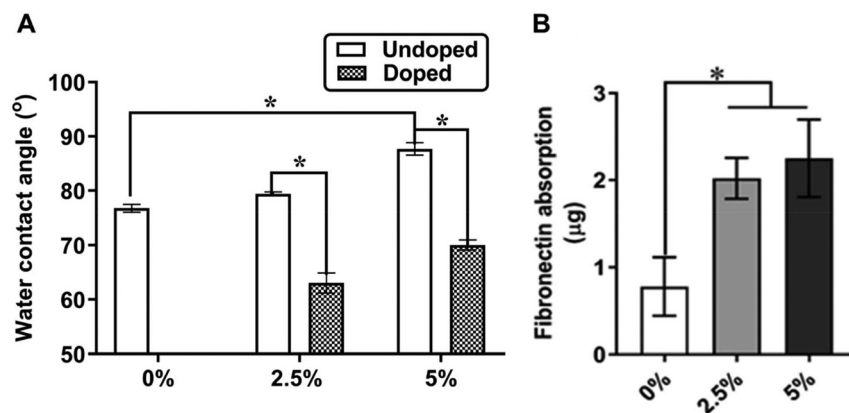 A
Undoped
Doped
Water contact angle (°)
100
90
80
70
60
50
*
*
*
0%
2.5%
5%
B
Fibronectin absorption
(µg)
3
2
1
0
*
0%
2.5%
5%